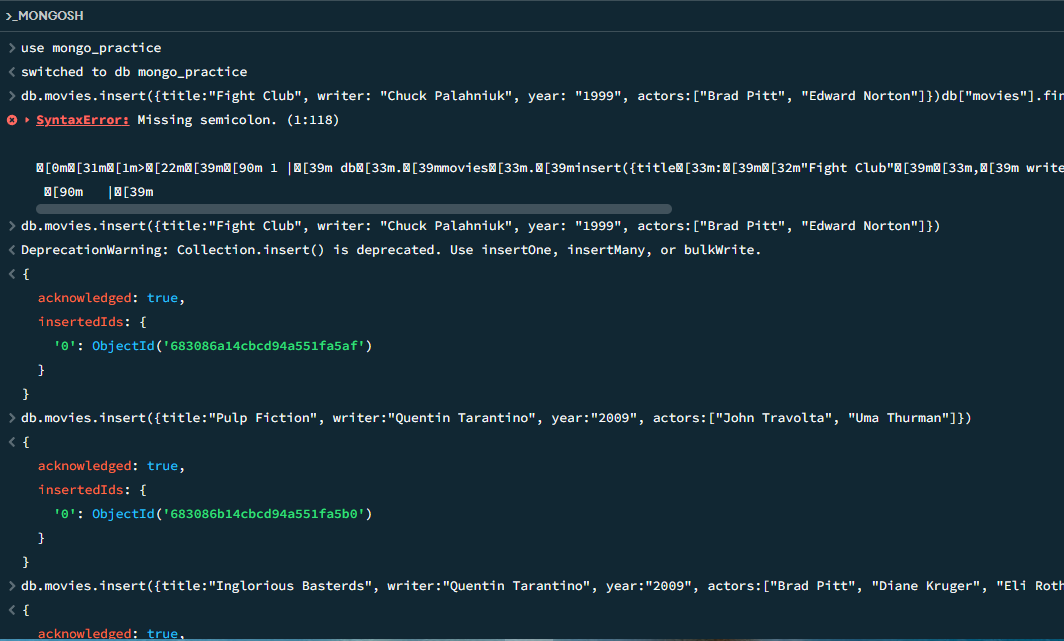 >_MONGOSH
> use mongo_practice
< switched to db mongo_practice
> db.movies.insert({title:"Fight Club", writer: "Chuck Palahniuk", year: "1999", actors:["Brad Pitt", "Edward Norton"]})db["movies"].fin
SyntaxError: Missing semicolon. (1:118)
�[0m�[31m�[1m>�[22m�[39m�[90m 1 |�[39m db�[33m.�[39mmovies�[33m.�[39minsert({title�[33m:�[39m�[32m"Fight Club"�[39m�[33m,�[39m write
�[90m   |�[39m
> db.movies.insert({title:"Fight Club", writer: "Chuck Palahniuk", year: "1999", actors:["Brad Pitt", "Edward Norton"]})
< DeprecationWarning: Collection.insert() is deprecated. Use insertOne, insertMany, or bulkWrite.
< {
acknowledged: true,
insertedIds: {
'0': ObjectId('683086a14cbcd94a551fa5af')
}
}
> db.movies.insert({title:"Pulp Fiction", writer:"Quentin Tarantino", year:"2009", actors:["John Travolta", "Uma Thurman"]})
< {
acknowledged: true,
insertedIds: {
'0': ObjectId('683086b14cbcd94a551fa5b0')
}
}
> db.movies.insert({title:"Inglorious Basterds", writer:"Quentin Tarantino", year:"2009", actors:["Brad Pitt", "Diane Kruger", "Eli Roth
< {
acknowledged: true,